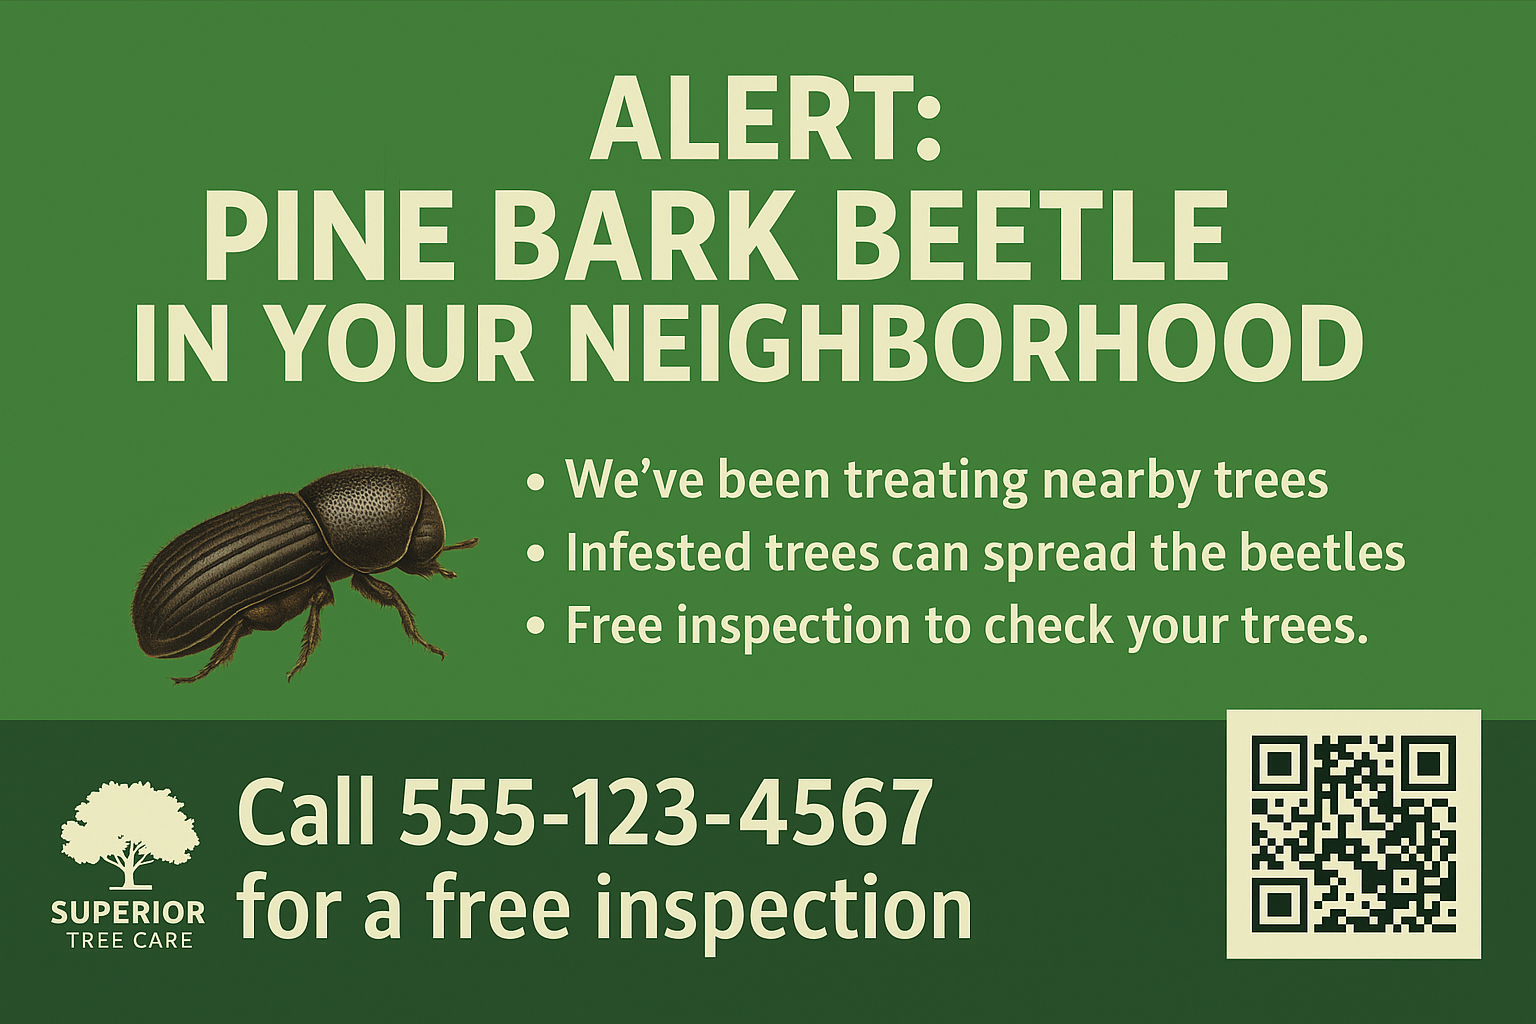 ALERT:
PINE BARK BEETLE
IN YOUR NEIGHBORHOOD
• We’ve been treating nearby trees
• Infested trees can spread the beetles
• Free inspection to check your trees.
SUPERIOR
TREE CARE
Call 555-123-4567
for a free inspection